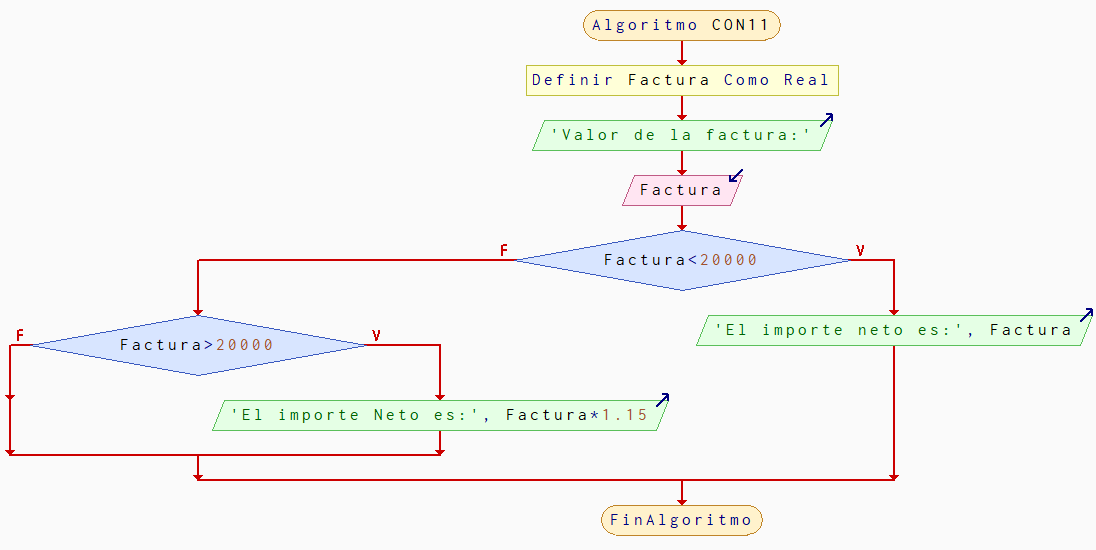 Algoritmo CON11
Definir Factura Como Real
'Valor de la factura:'
Factura
F
Factura<20000
V
'El importe neto es:', Factura
F
Factura>20000
V
'El importe Neto es:', Factura*1.15
FinAlgoritmo